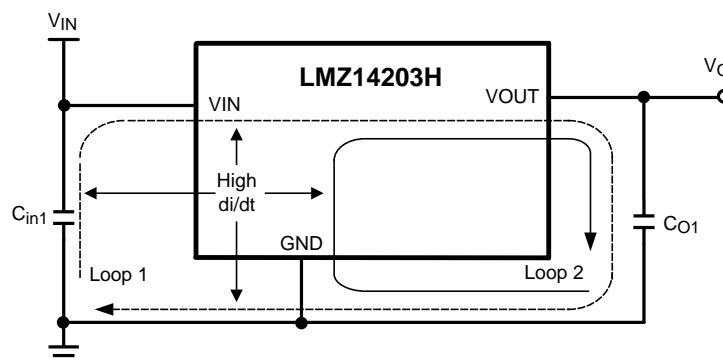 VIN
LMZ14203H
VIN
VOUT
High
di/dt
Cin1
CO1
GND
Loop 1
Loop 2